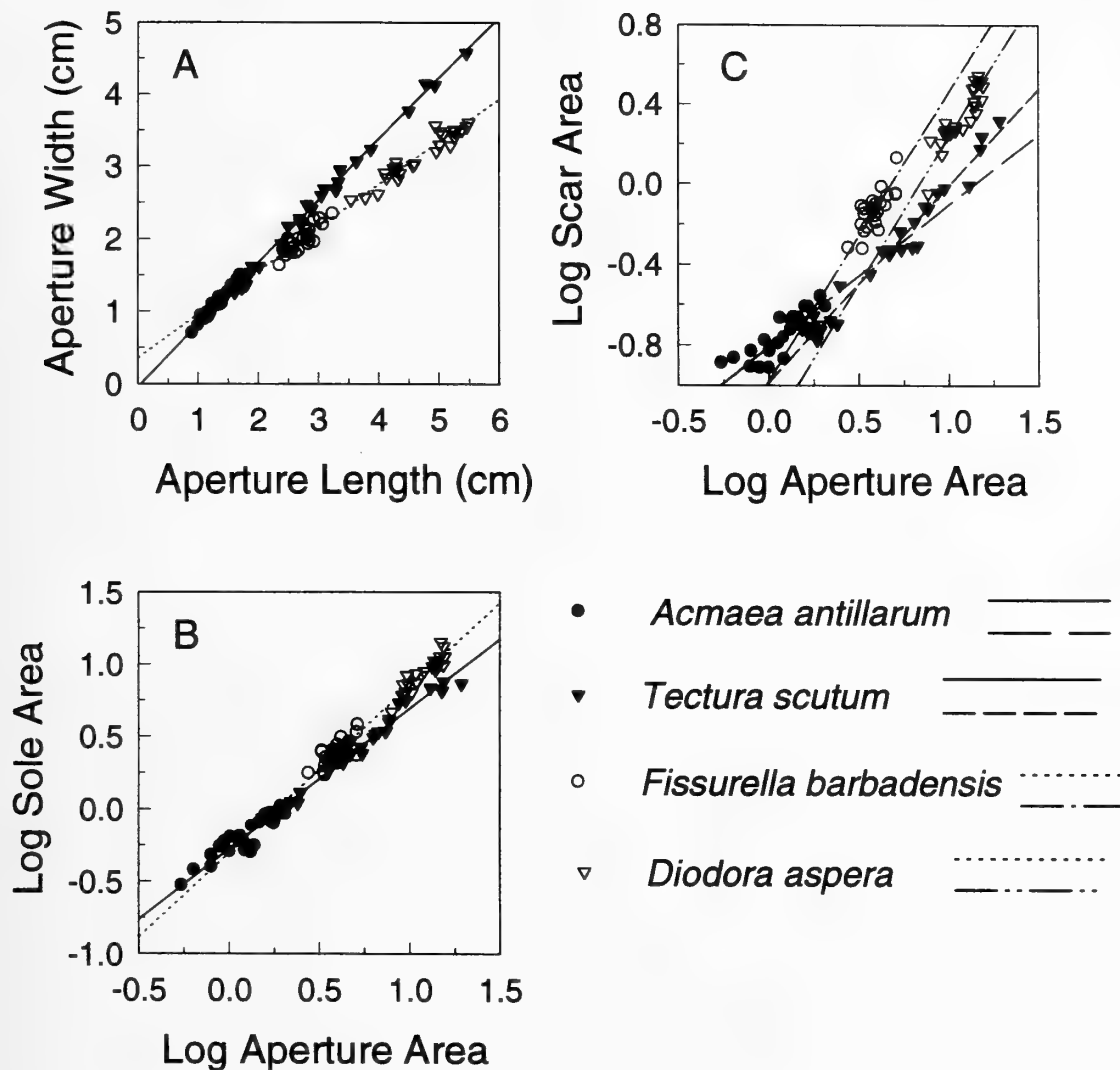 A
Aperture Width (cm)
5
4
3
2
1
0
0 1 2 3 4 5 6
Aperture Length (cm)
C
Log Scar Area
0.8
0.4
0.0
-0.4
-0.8
-0.5 0.0 0.5 1.0 1.5
Log Aperture Area
B
Log Sole Area
1.5
1.0
0.5
0.0
-0.5
-1.0
-0.5 0.0 0.5 1.0 1.5
Log Aperture Area
Acmaea antillarum
Tectura scutum
Fissurella barbadensis
Diodora aspera